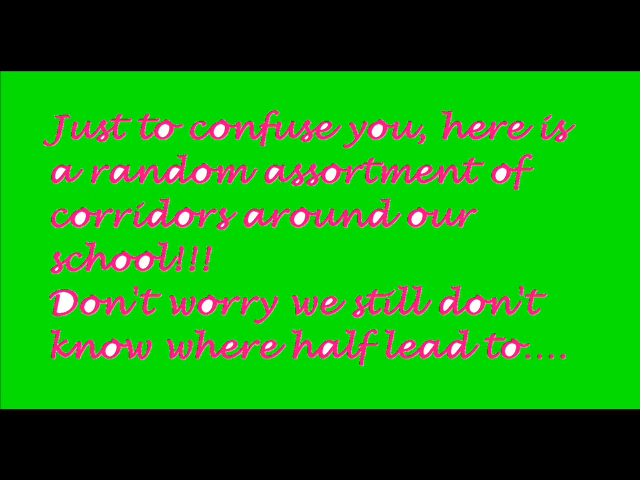 Just to confuse you, here is
a random assortment of
corridors around our
school!!!
Don't worry we still don't
know where half lead to....